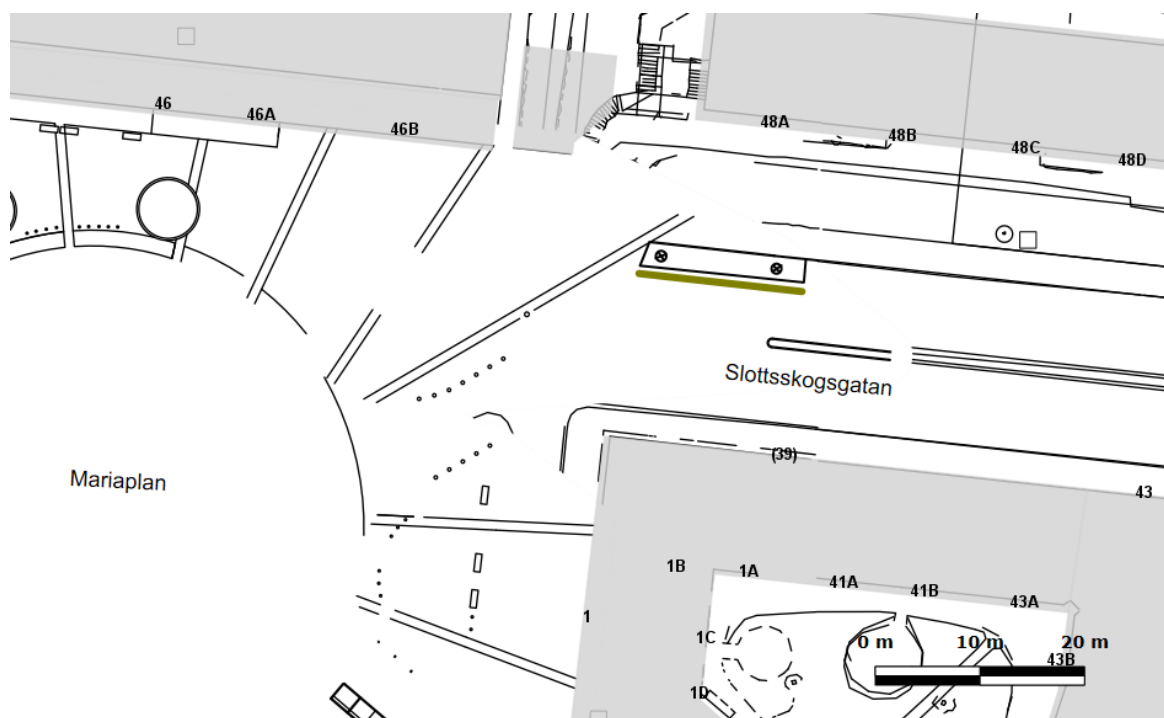 46
46A
46B
48A
48B
48C
48D
Slottsskogsgatan
(39)
43
Mariaplan
1B
1A
41A
41B
43A
1
1C
0 m 10 m 20 m
43B
1D